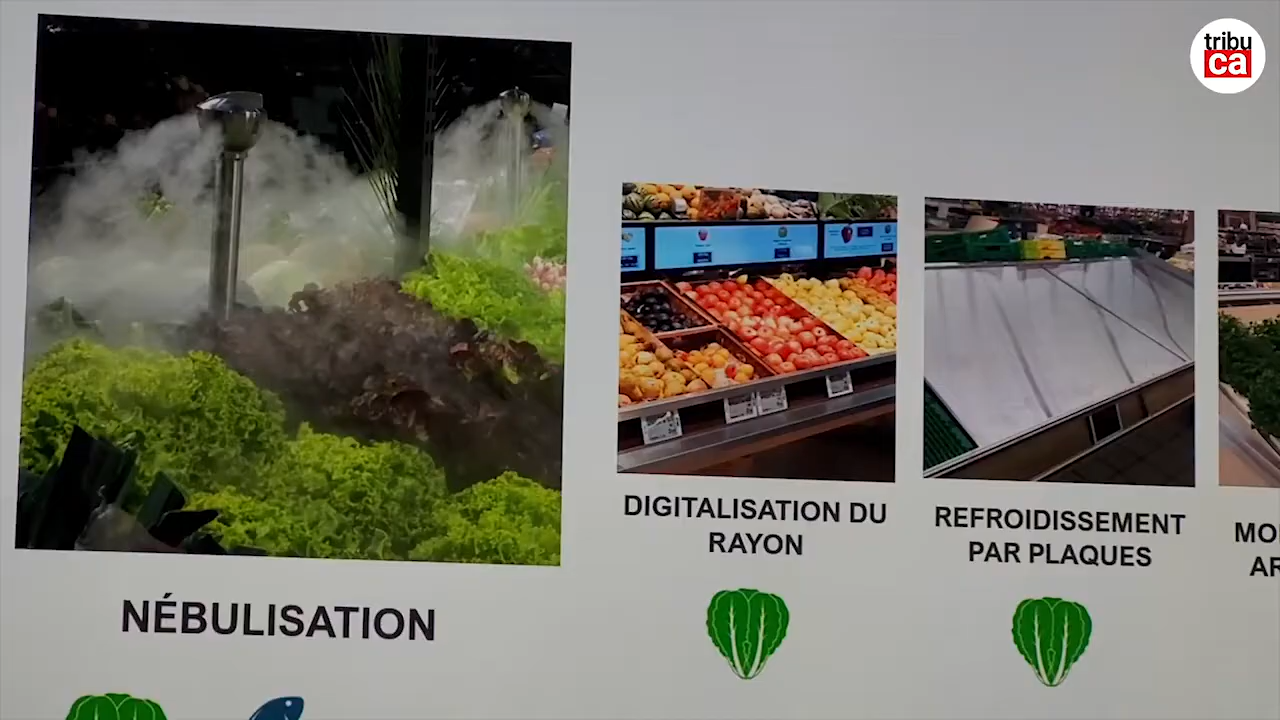 tribu
ca
NÉBULISATION
DIGITALISATION DU
RAYON
REFROIDISSEMENT
PAR PLAQUES